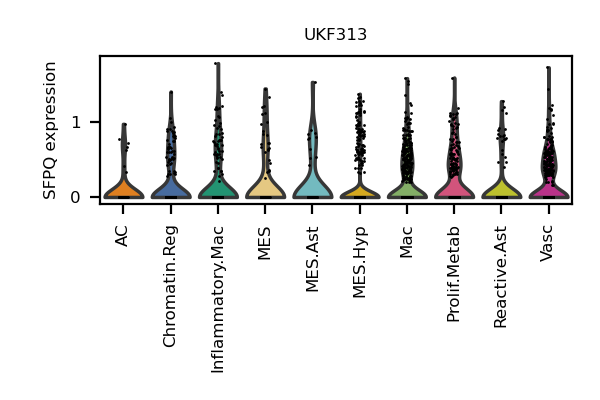 UKF313
SFPQ expression
1
0
AC
Chromatin.Reg
Inflammatory.Mac
MES
MES.Ast
MES.Hyp
Mac
Prolif.Metab
Reactive.Ast
Vasc